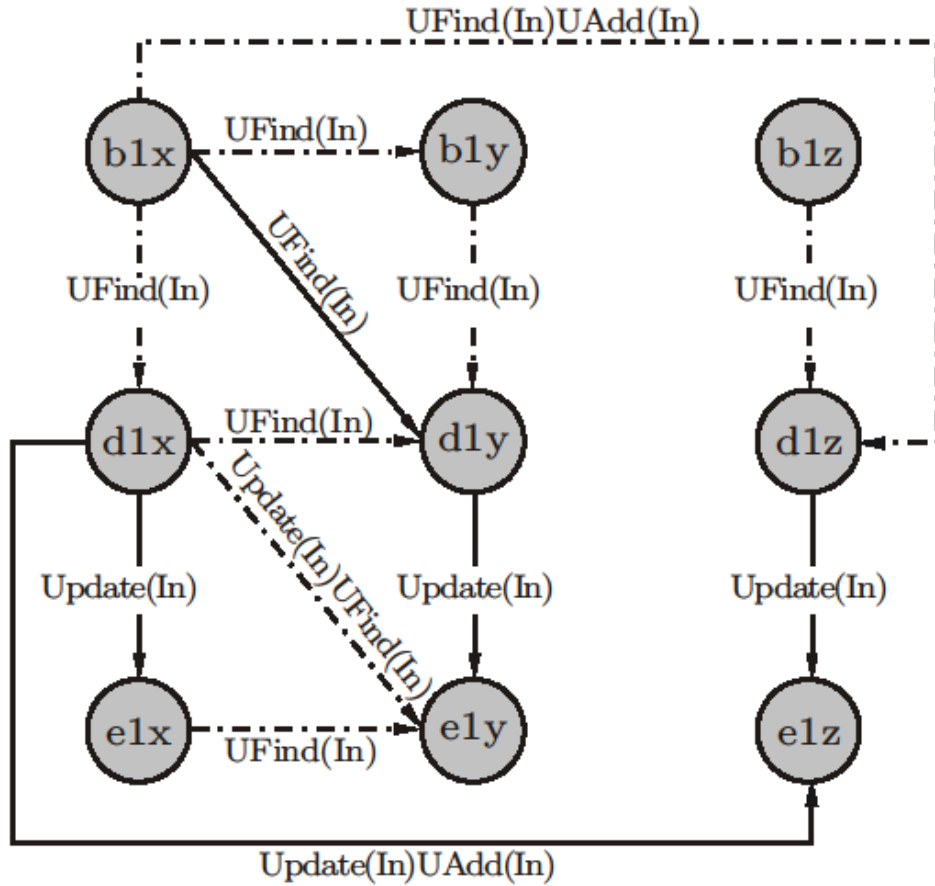 UFind(In)UAdd(In)
UFind(In)
b1x
b1y
b1z
UFind(In)
UFind(In)
UFind(In)
UFind(In)
UFind(In)
d1x
d1y
d1z
Update(In)UFind(In)
Update(In)
Update(In)
Update(In)
e1x
e1y
e1z
UFind(In)
Update(In)UAdd(In)